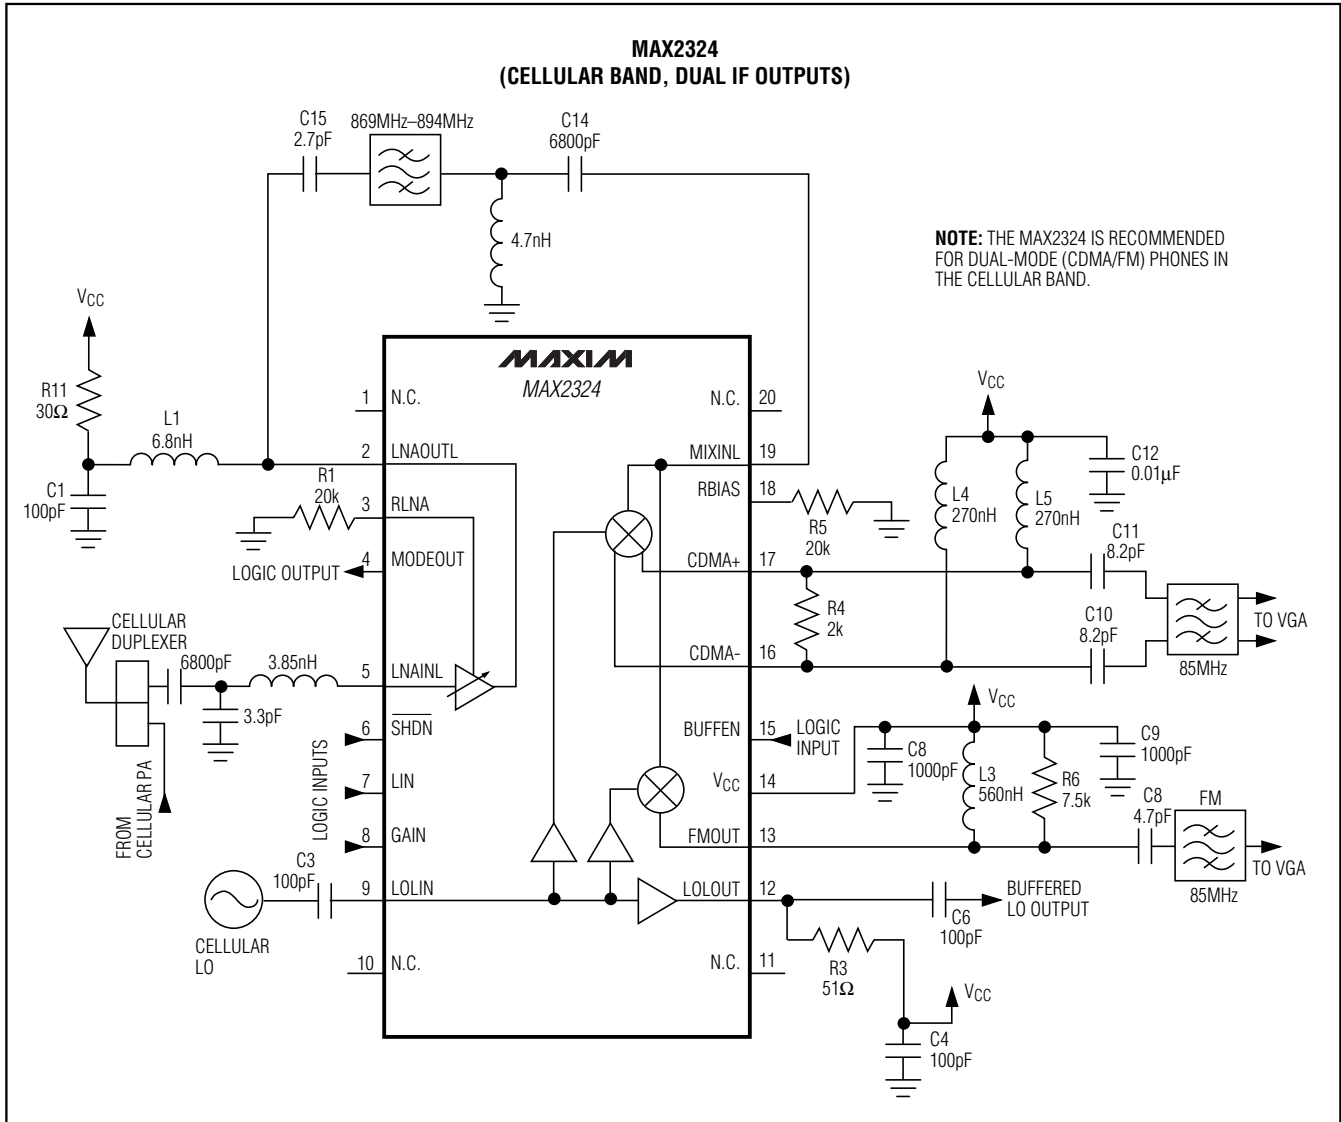 MAX2324
(CELLULAR BAND, DUAL IF OUTPUTS)
C15
2.7pF
869MHz–894MHz
C14
6800pF
4.7nH
NOTE: THE MAX2324 IS RECOMMENDED
FOR DUAL-MODE (CDMA/FM) PHONES IN
THE CELLULAR BAND.
VCC
R11
30Ω
L1
6.8nH
C1
100pF
MAXIM
MAX2324
1 N.C.
2 LNAOUTL
R1
20k
3 RLNA
LOGIC OUTPUT
4 MODEOUT
CELLULAR
DUPLEXER
6800pF
3.85nH
3.3pF
5 LNAINL
FROM
CELLULAR PA
LOGIC INPUTS
6 SHDN
7 LIN
8 GAIN
C3
100pF
9 LOLIN
CELLULAR
LO
10 N.C.
N.C. 20
MIXINL 19
RBIAS 18
R5
20k
CDMA+ 17
R4
2k
CDMA- 16
BUFFEN 15
LOGIC
INPUT
VCC 14
FMOUT 13
LOLOUT 12
N.C. 11
VCC
L4
270nH
L5
270nH
C12
0.01μF
C11
8.2pF
C10
8.2pF
85MHz
TO VGA
VCC
C8
1000pF
L3
560nH
R6
7.5k
C9
1000pF
C8
4.7pF
FM
85MHz
TO VGA
BUFFERED
LO OUTPUT
C6
100pF
R3
51Ω
VCC
C4
100pF